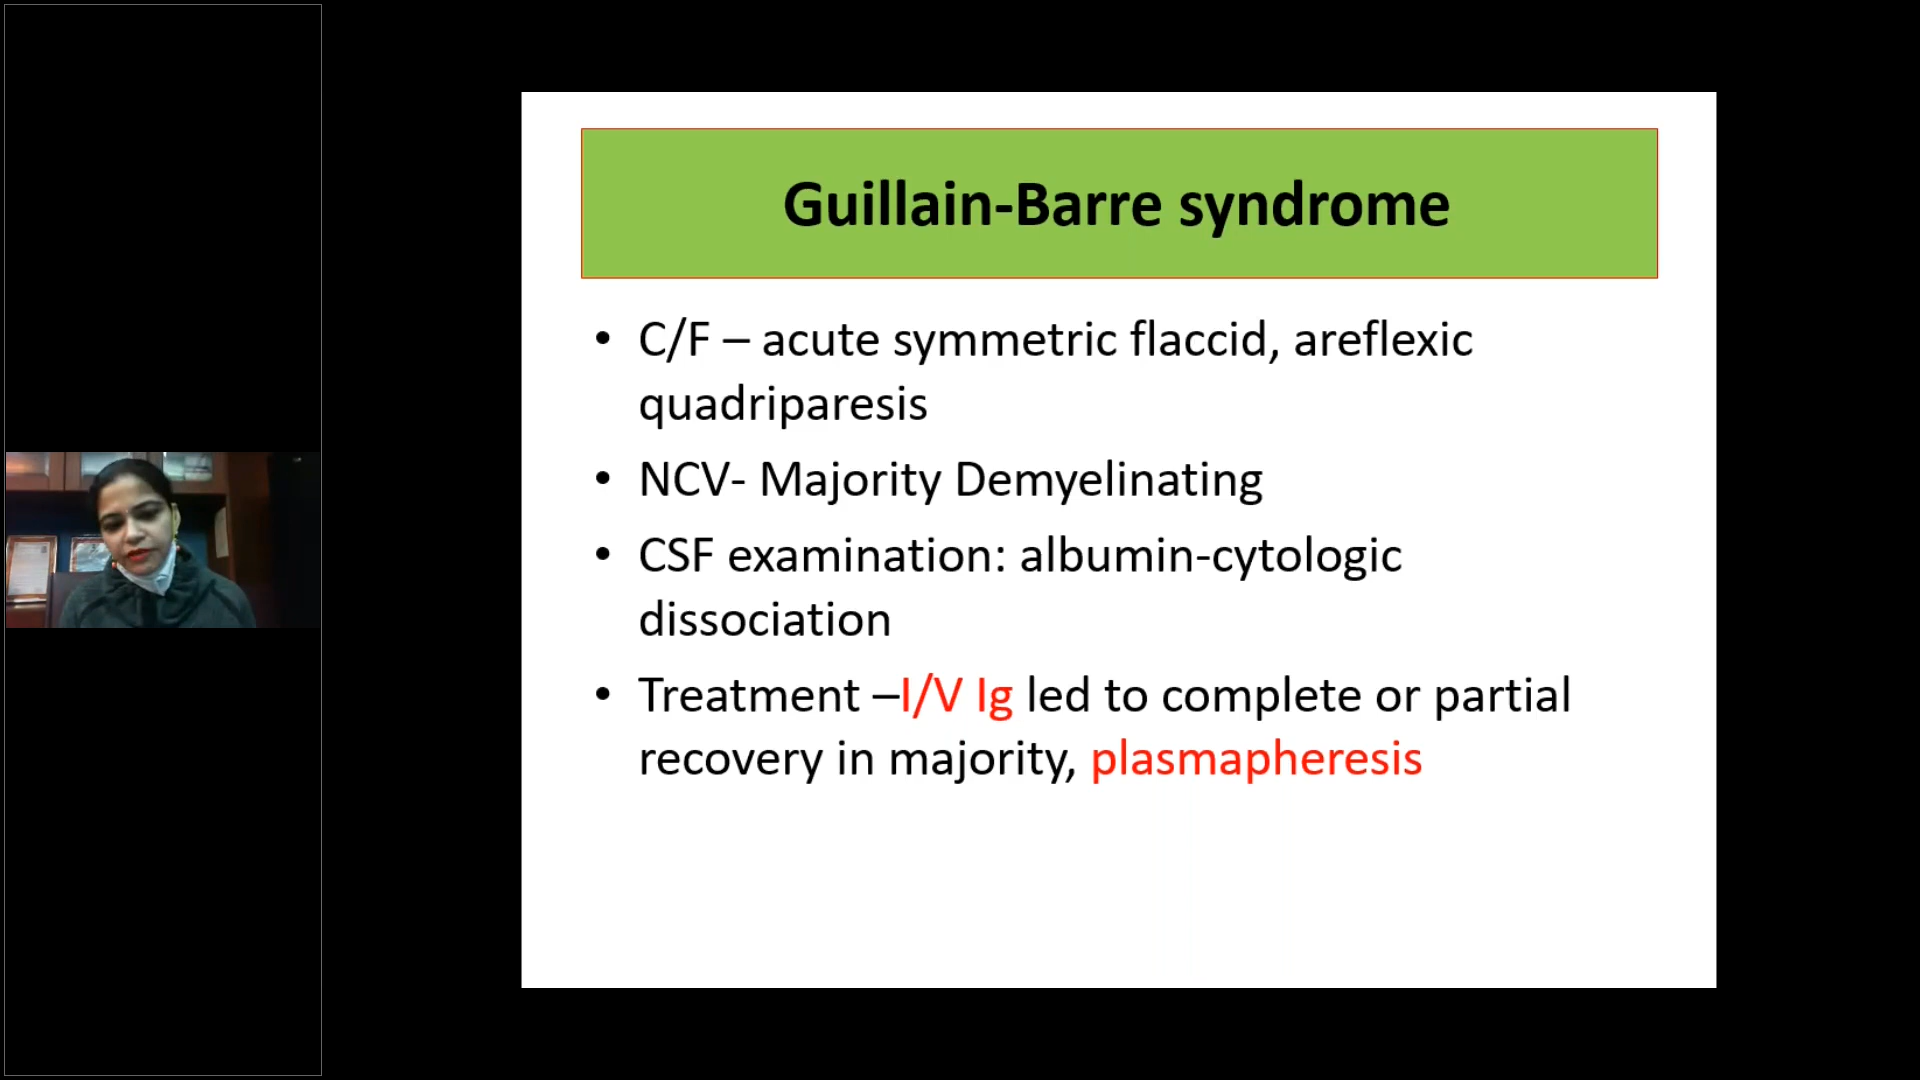 Guillain-Barre syndrome
• C/F – acute symmetric flaccid, areflexic
quadriparesis
• NCV- Majority Demyelinating
• CSF examination: albumin-cytologic
dissociation
• Treatment –I/V Ig led to complete or partial
recovery in majority, plasmapheresis